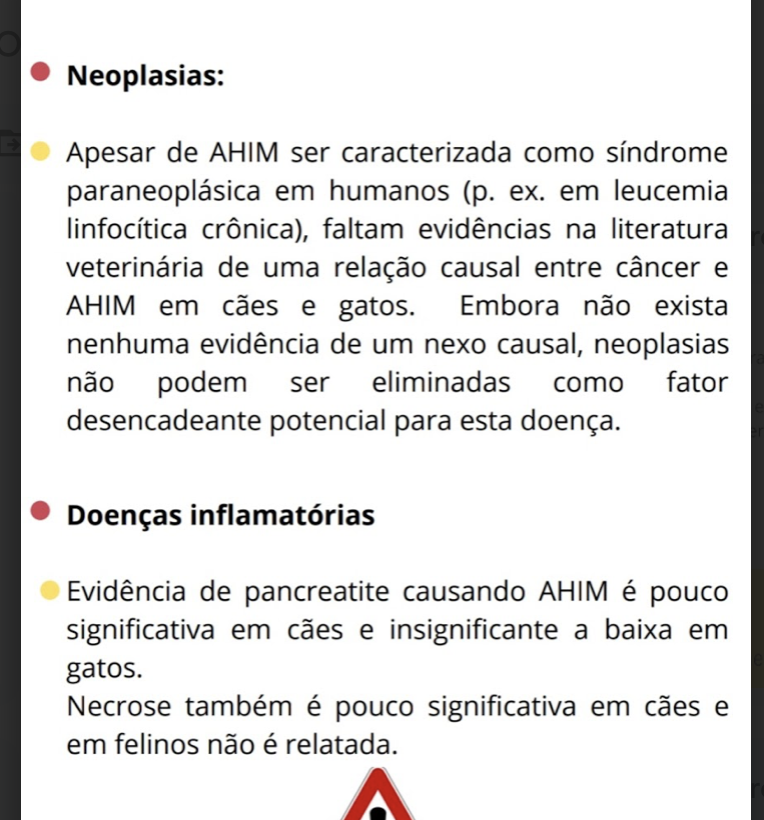 Neoplasias:
Apesar de AHIM ser caracterizada como síndrome
paraneoplásica em humanos (p. ex. em leucemia
linfocítica crônica), faltam evidências na literatura
veterinária de uma relação causal entre câncer e
AHIM em cães e gatos. Embora não exista
nenhuma evidência de um nexo causal, neoplasias
não podem ser eliminadas como fator
desencadeante potencial para esta doença.
Doenças inflamatórias
Evidência de pancreatite causando AHIM é pouco
significativa em cães e insignificante a baixa em
gatos.
Necrose também é pouco significativa em cães e
em felinos não é relatada.